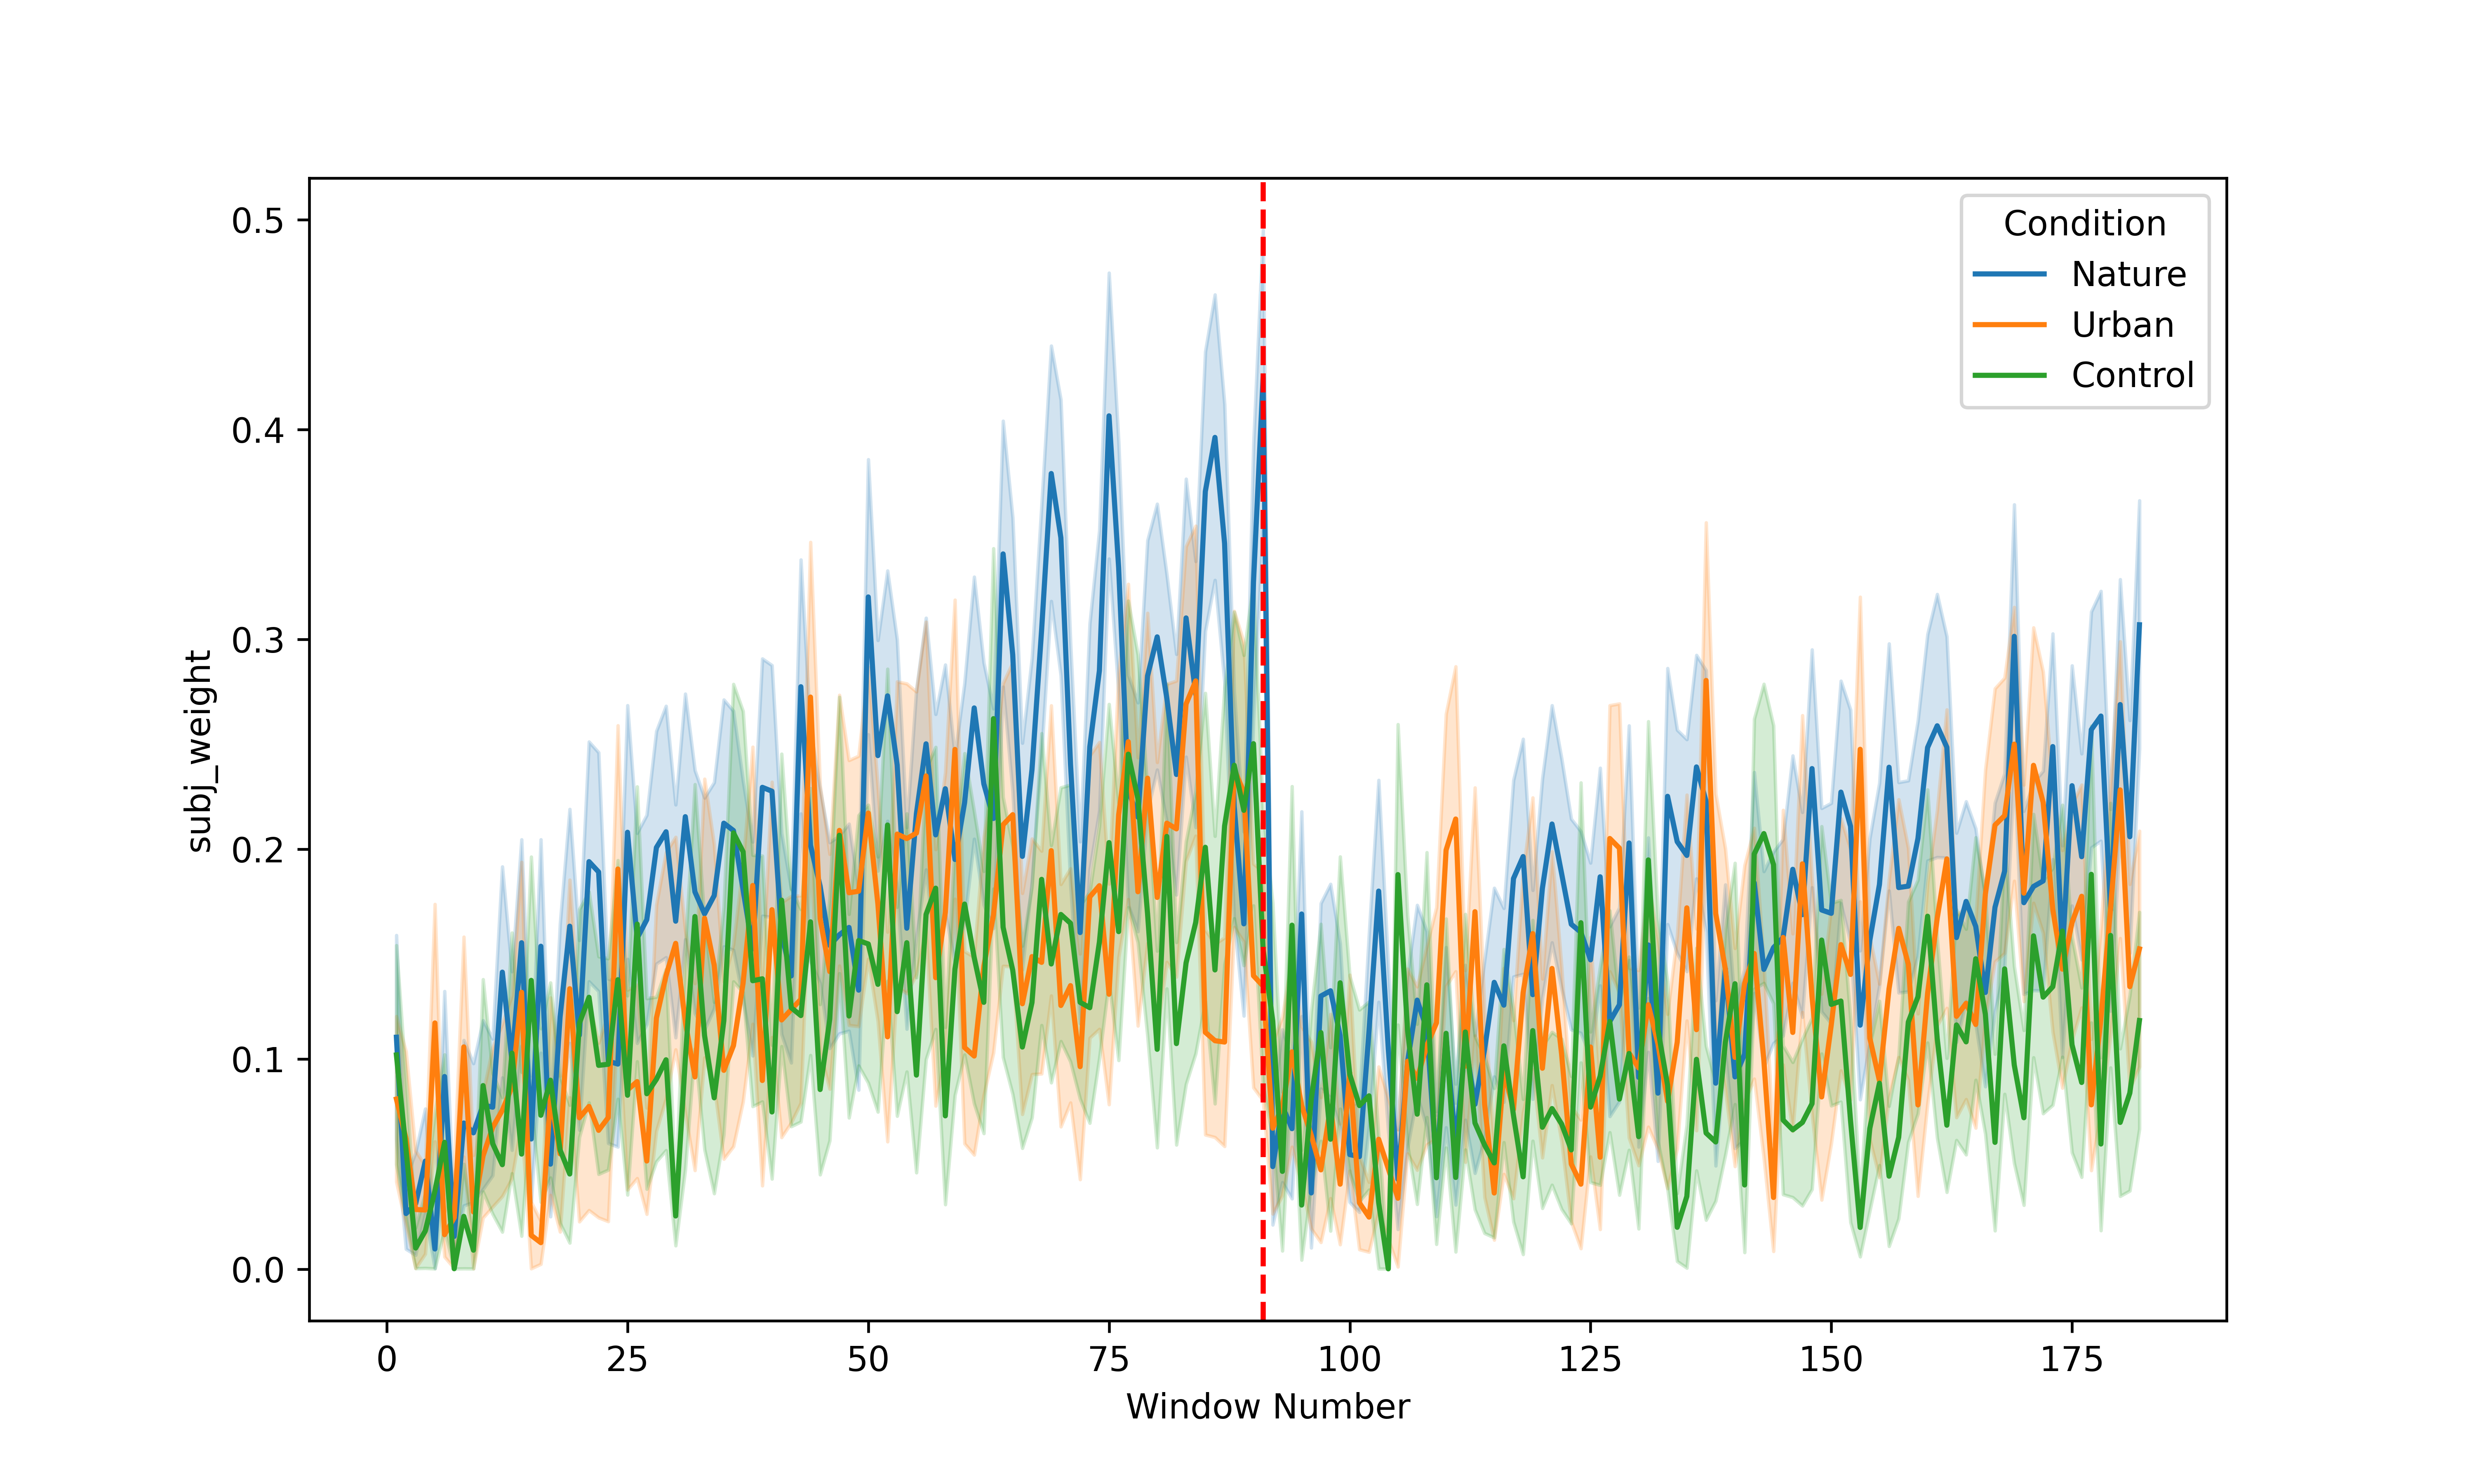 Condition
Nature
Urban
Control
0.5
0.4
0.3
0.2
0.1
0.0
subj_weight
0 25 50 75 100 125 150 175
Window Number